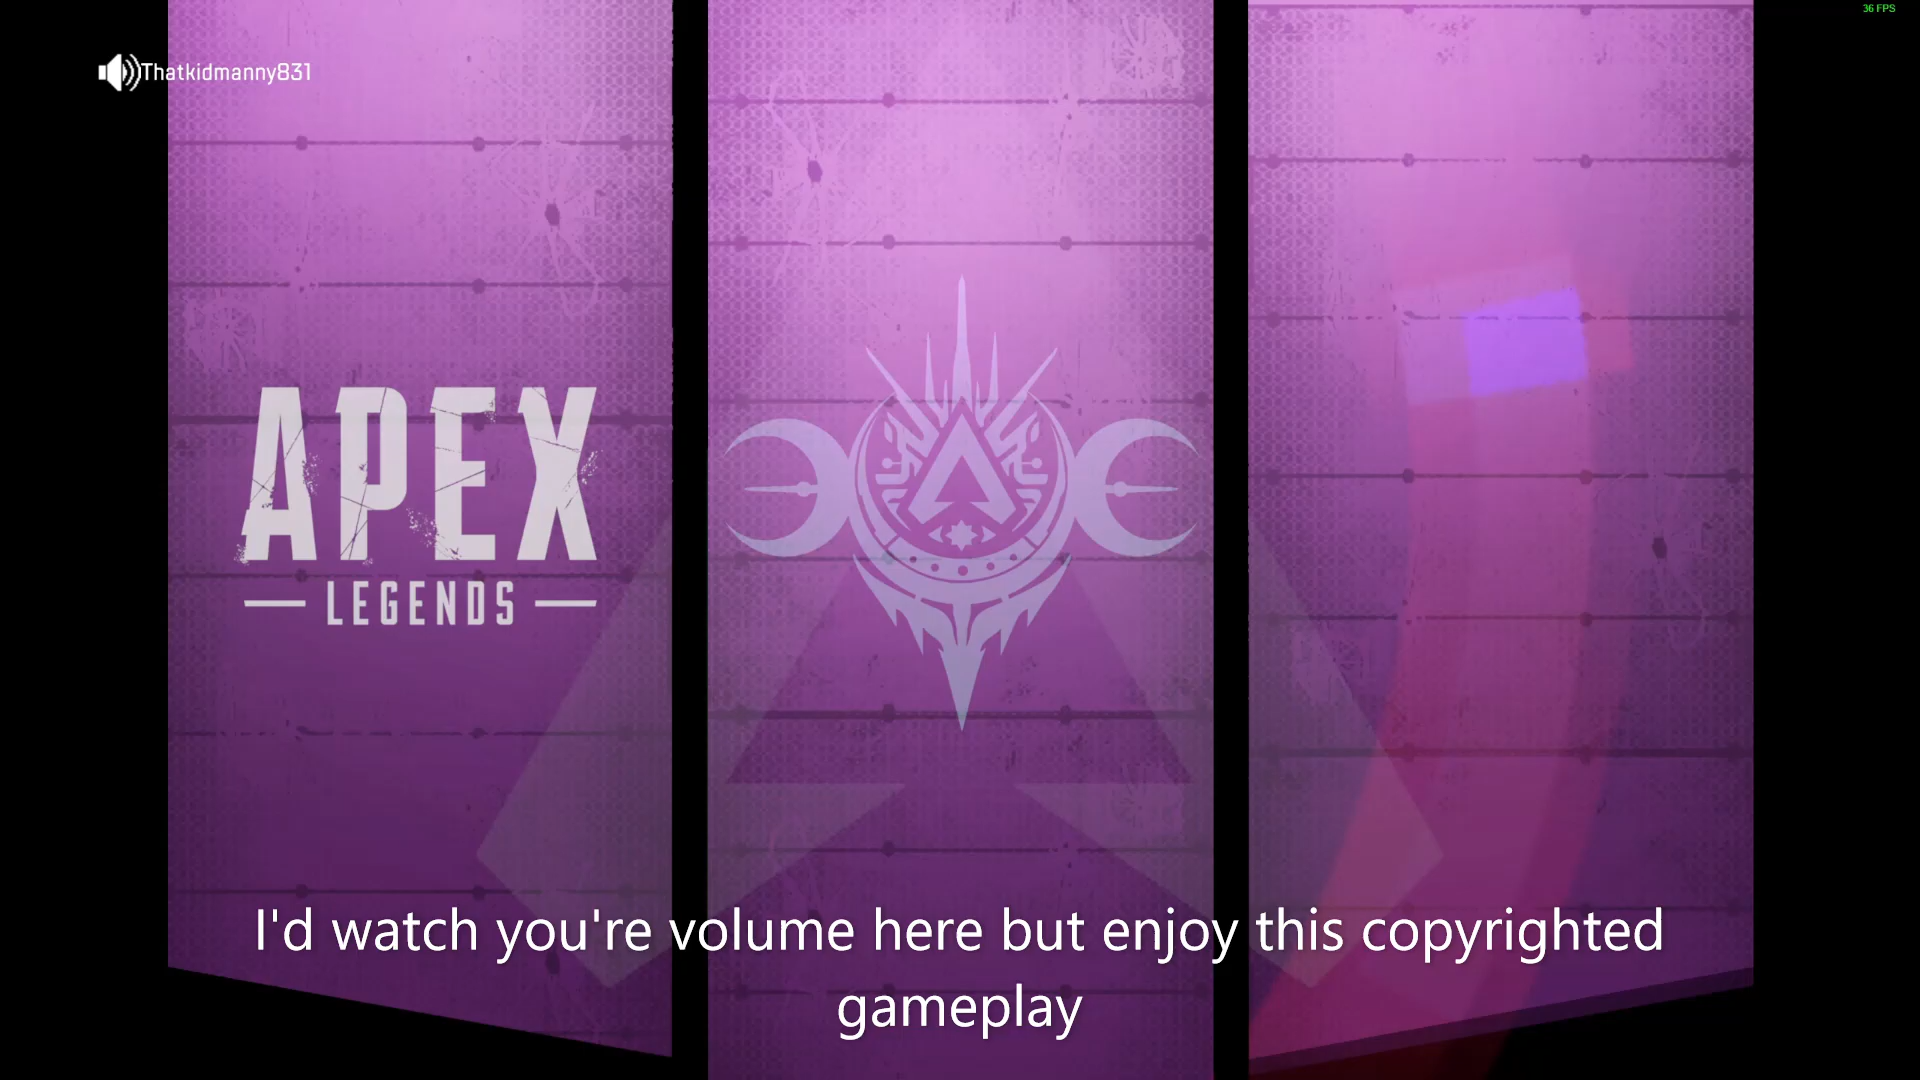 36 FPS
Thatkidmanny831
APEX
LEGENDS
I'd watch you're volume here but enjoy this copyrighted
gameplay